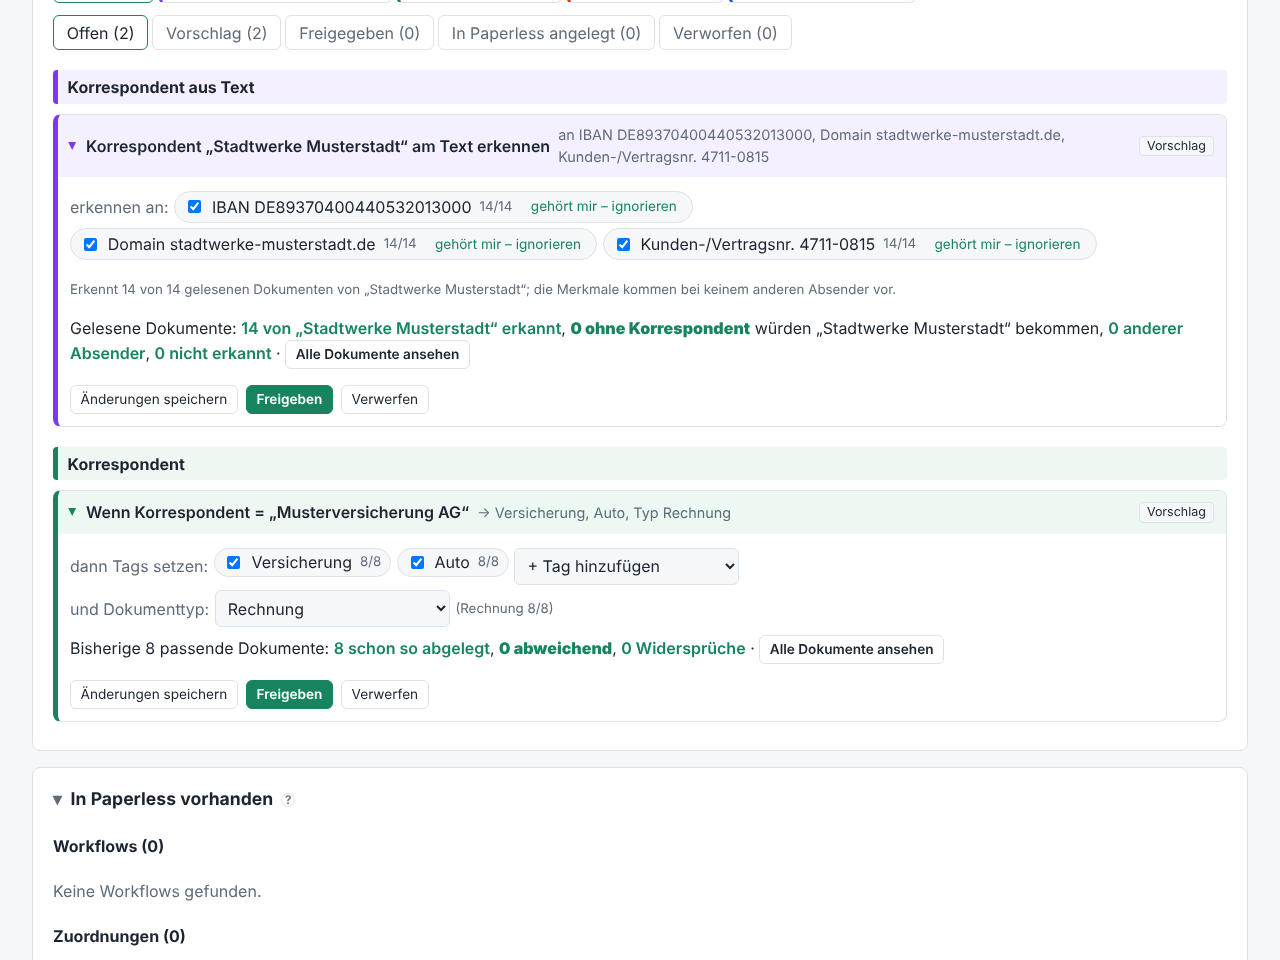 Offen (2) Vorschlag (2) Freigegeben (0) In Paperless angelegt (0) Verworfen (0)
Korrespondent aus Text
▼ Korrespondent „Stadtwerke Musterstadt“ am Text erkennen an IBAN DE89370400440532013000, Domain stadtwerke-musterstadt.de, Kunden-/Vertragsnr. 4711-0815 Vorschlag
erkennen an: IBAN DE89370400440532013000 14/14 gehört mir – ignorieren
Domain stadtwerke-musterstadt.de 14/14 gehört mir – ignorieren Kunden-/Vertragsnr. 4711-0815 14/14 gehört mir – ignorieren
Erkennt 14 von 14 gelesenen Dokumenten von „Stadtwerke Musterstadt“; die Merkmale kommen bei keinem anderen Absender vor.
Gelesene Dokumente: 14 von „Stadtwerke Musterstadt“ erkannt, 0 ohne Korrespondent würden „Stadtwerke Musterstadt“ bekommen, 0 anderer
Absender, 0 nicht erkannt · Alle Dokumente ansehen
Änderungen speichern Freigeben Verwerfen
Korrespondent
▼ Wenn Korrespondent = „Musterversicherung AG“ → Versicherung, Auto, Typ Rechnung Vorschlag
dann Tags setzen: Versicherung 8/8 Auto 8/8 + Tag hinzufügen
und Dokumenttyp: Rechnung (Rechnung 8/8)
Bisherige 8 passende Dokumente: 8 schon so abgelegt, 0 abweichend, 0 Widersprüche · Alle Dokumente ansehen
Änderungen speichern Freigeben Verwerfen
▼ In Paperless vorhanden ?
Workflows (0)
Keine Workflows gefunden.
Zuordnungen (0)